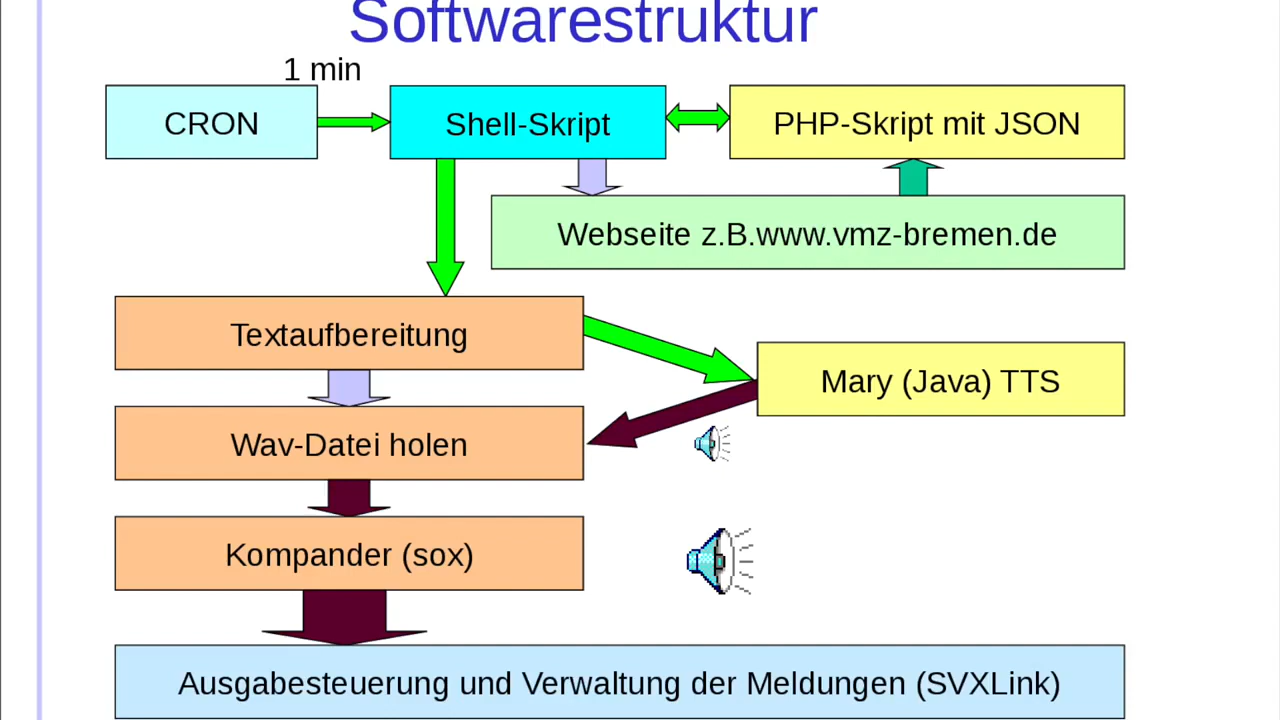 Softwarestruktur
1 min
CRON
Shell-Skript
PHP-Skript mit JSON
Webseite z.B.www.vmz-bremen.de
Textaufbereitung
Mary (Java) TTS
Wav-Datei holen
Kompander (sox)
Ausgabesteuerung und Verwaltung der Meldungen (SVXLink)